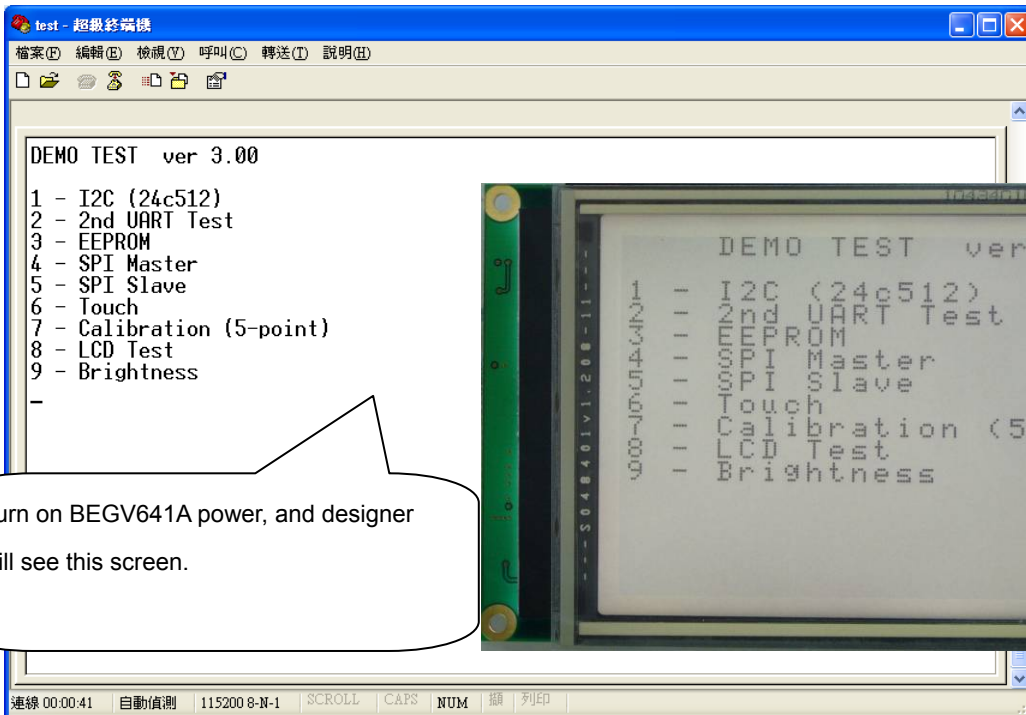 test - 超級終端機
檔案(F) 編輯(E) 檢視(V) 呼叫(C) 轉送(T) 說明(H)
DEMO TEST ver 3.00
1 - I2C (24c512)
2 - 2nd UART Test
3 - EEPROM
4 - SPI Master
5 - SPI Slave
6 - Touch
7 - Calibration (5-point)
8 - LCD Test
9 - Brightness
DEMO TEST ver
1 - I2C (24c512)
2 - 2nd UART Test
3 - EEPROM
4 - SPI Master
5 - SPI Slave
6 - Touch
7 - Calibration (5
8 - LCD Test
9 - Brightness
urn on BEGV641A power, and designer
ill see this screen.
連線 00:00:41 自動偵測 115200 8-N-1 SCROLL CAPS NUM 擷 列印